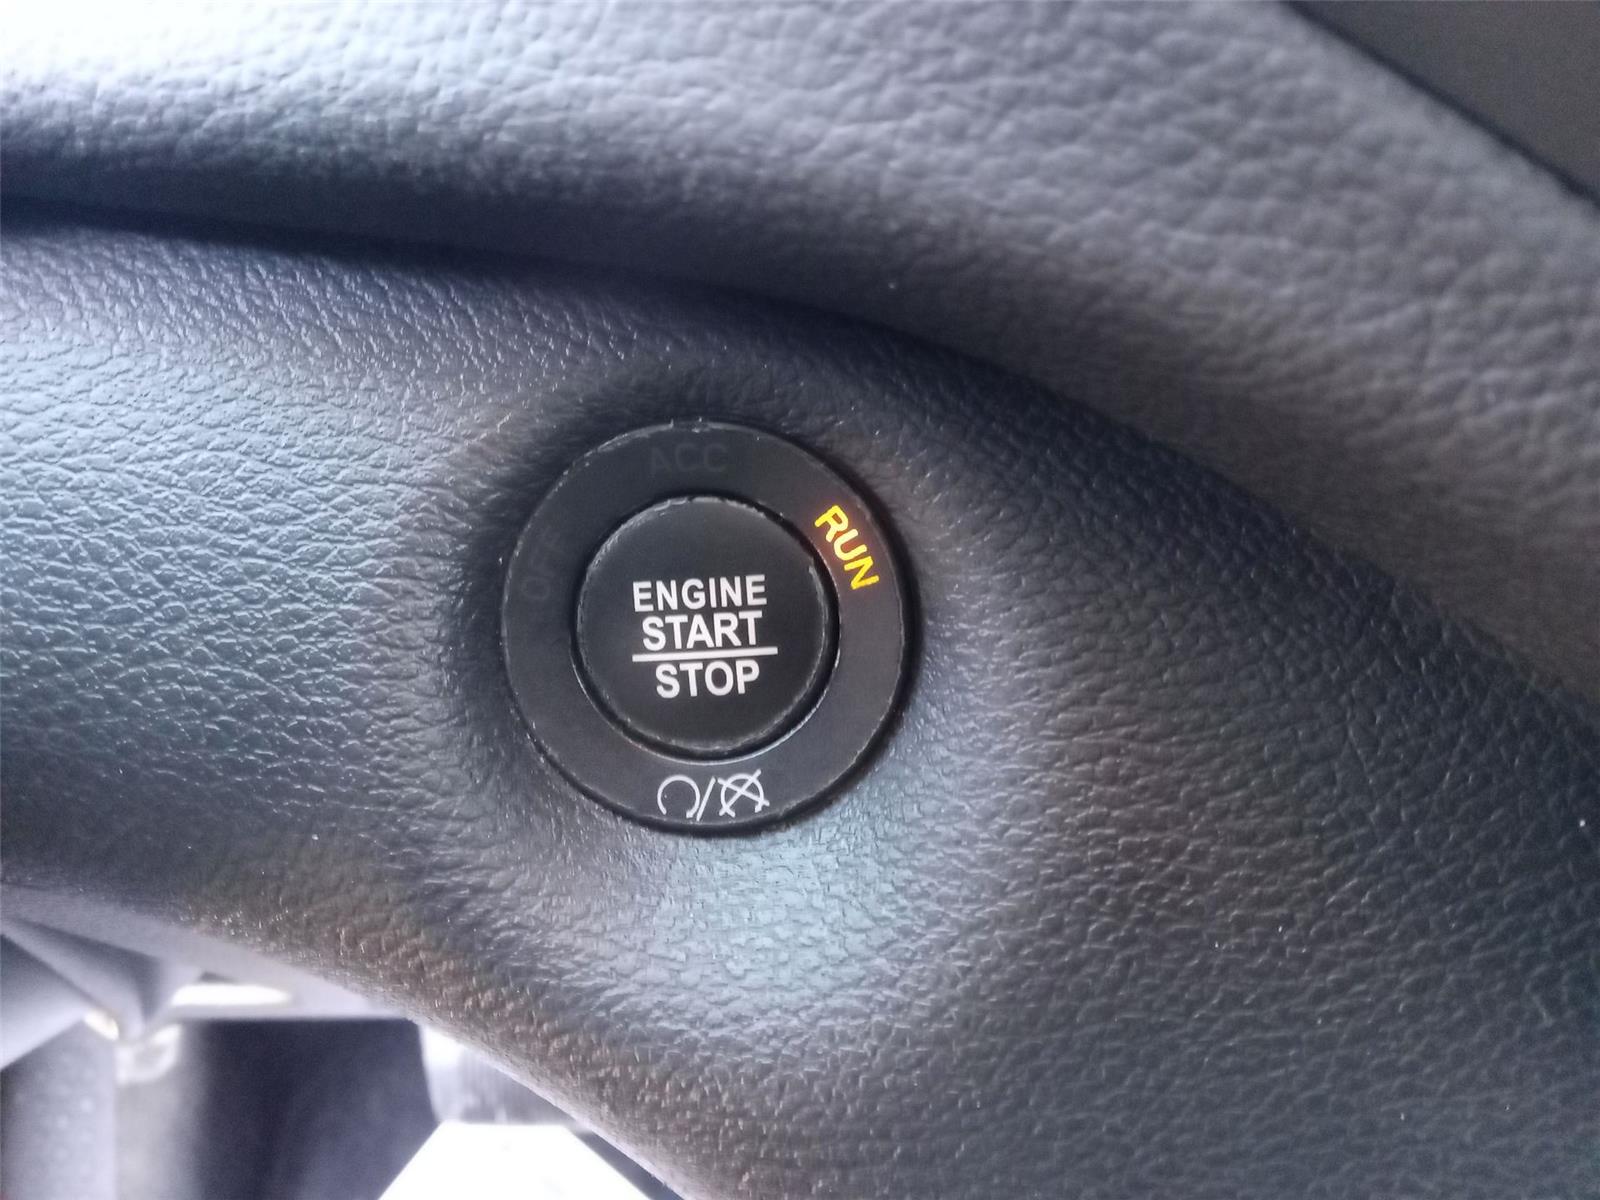 ACC
OFF
RUN
ENGINE
START
STOP